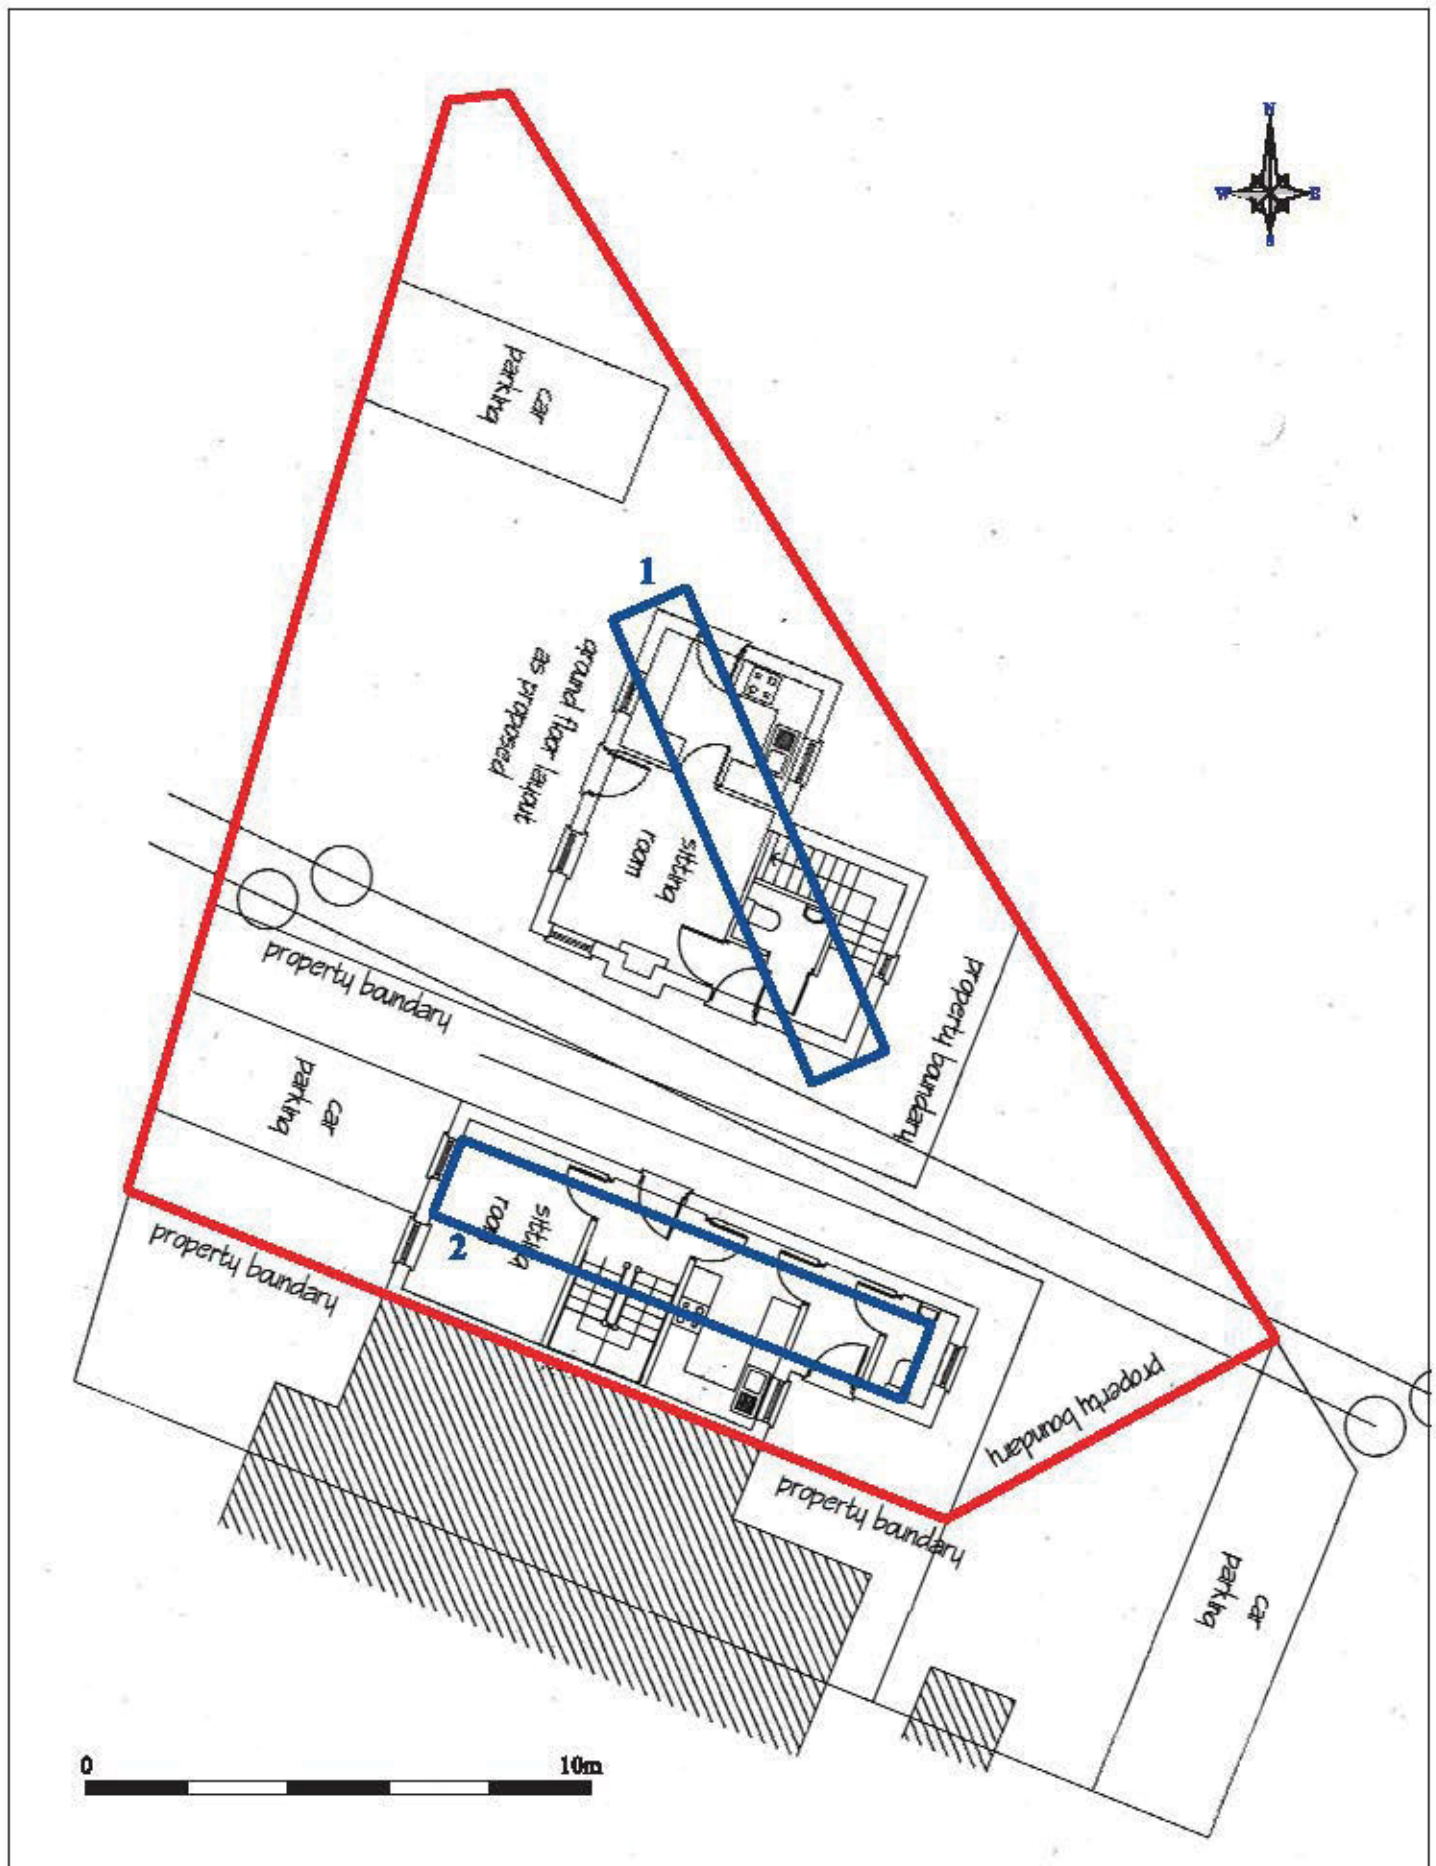 N
W E
S
car
parking
1
ground floor layout
as proposed
sitting
room
property boundary
property boundary
car
parking
sitting
room
2
property boundary
property boundary
property boundary
car
parking
0 10m